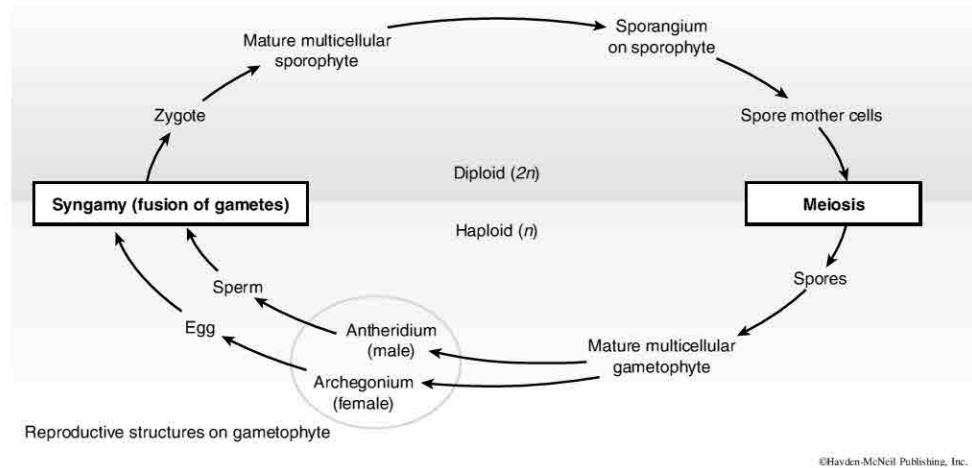 Sporangium
on sporophyte
Mature multicellular
sporophyte
Zygote
Spore mother cells
Diploid (2n)
Syngamy (fusion of gametes)
Meiosis
Haploid (n)
Spores
Sperm
Egg
Antheridium
(male)
Mature multicellular
gametophyte
Archegonium
(female)
Reproductive structures on gametophyte
©Hayden-McNeil Publishing, Inc.